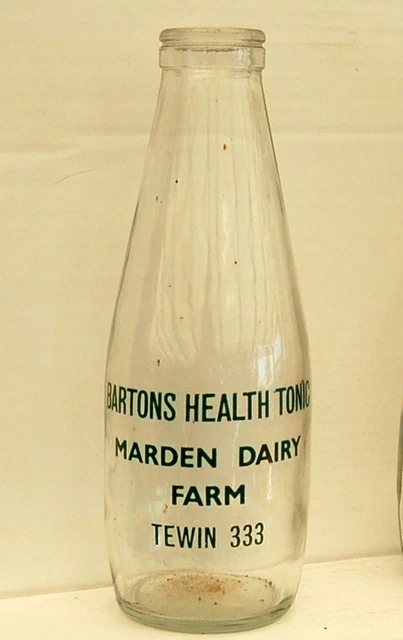 BARTONS HEALTH TONIC
MARDEN DAIRY
FARM
TEWIN 333